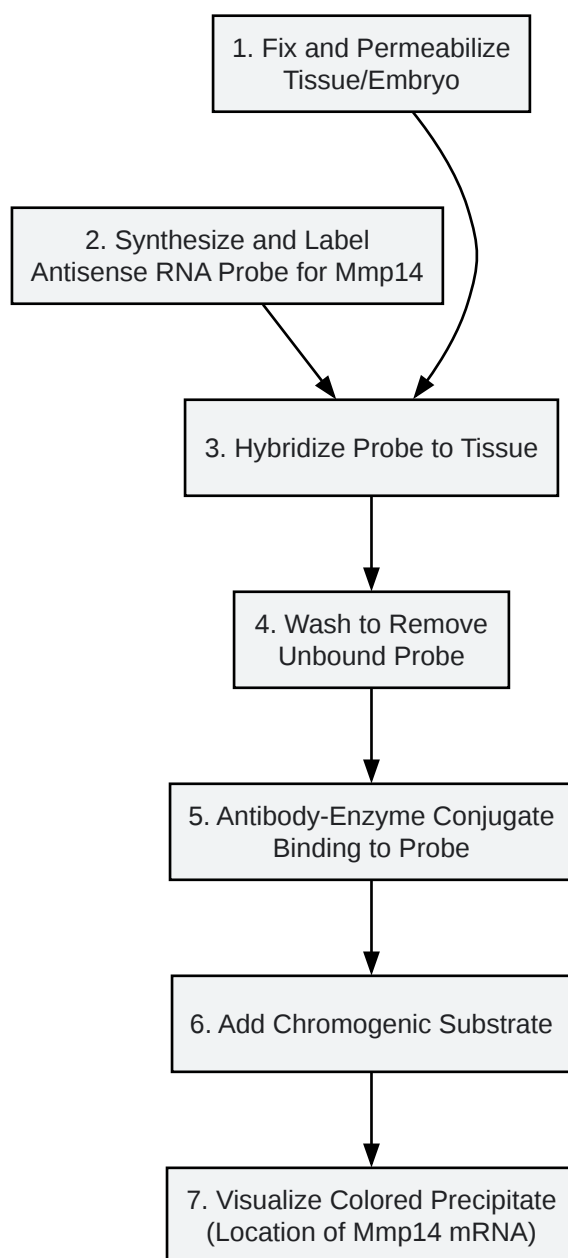 1. Fix and Permeabilize
Tissue/Embryo
2. Synthesize and Label
Antisense RNA Probe for Mmp14
3. Hybridize Probe to Tissue
4. Wash to Remove
Unbound Probe
5. Antibody-Enzyme Conjugate
Binding to Probe
6. Add Chromogenic Substrate
7. Visualize Colored Precipitate
(Location of Mmp14 mRNA)